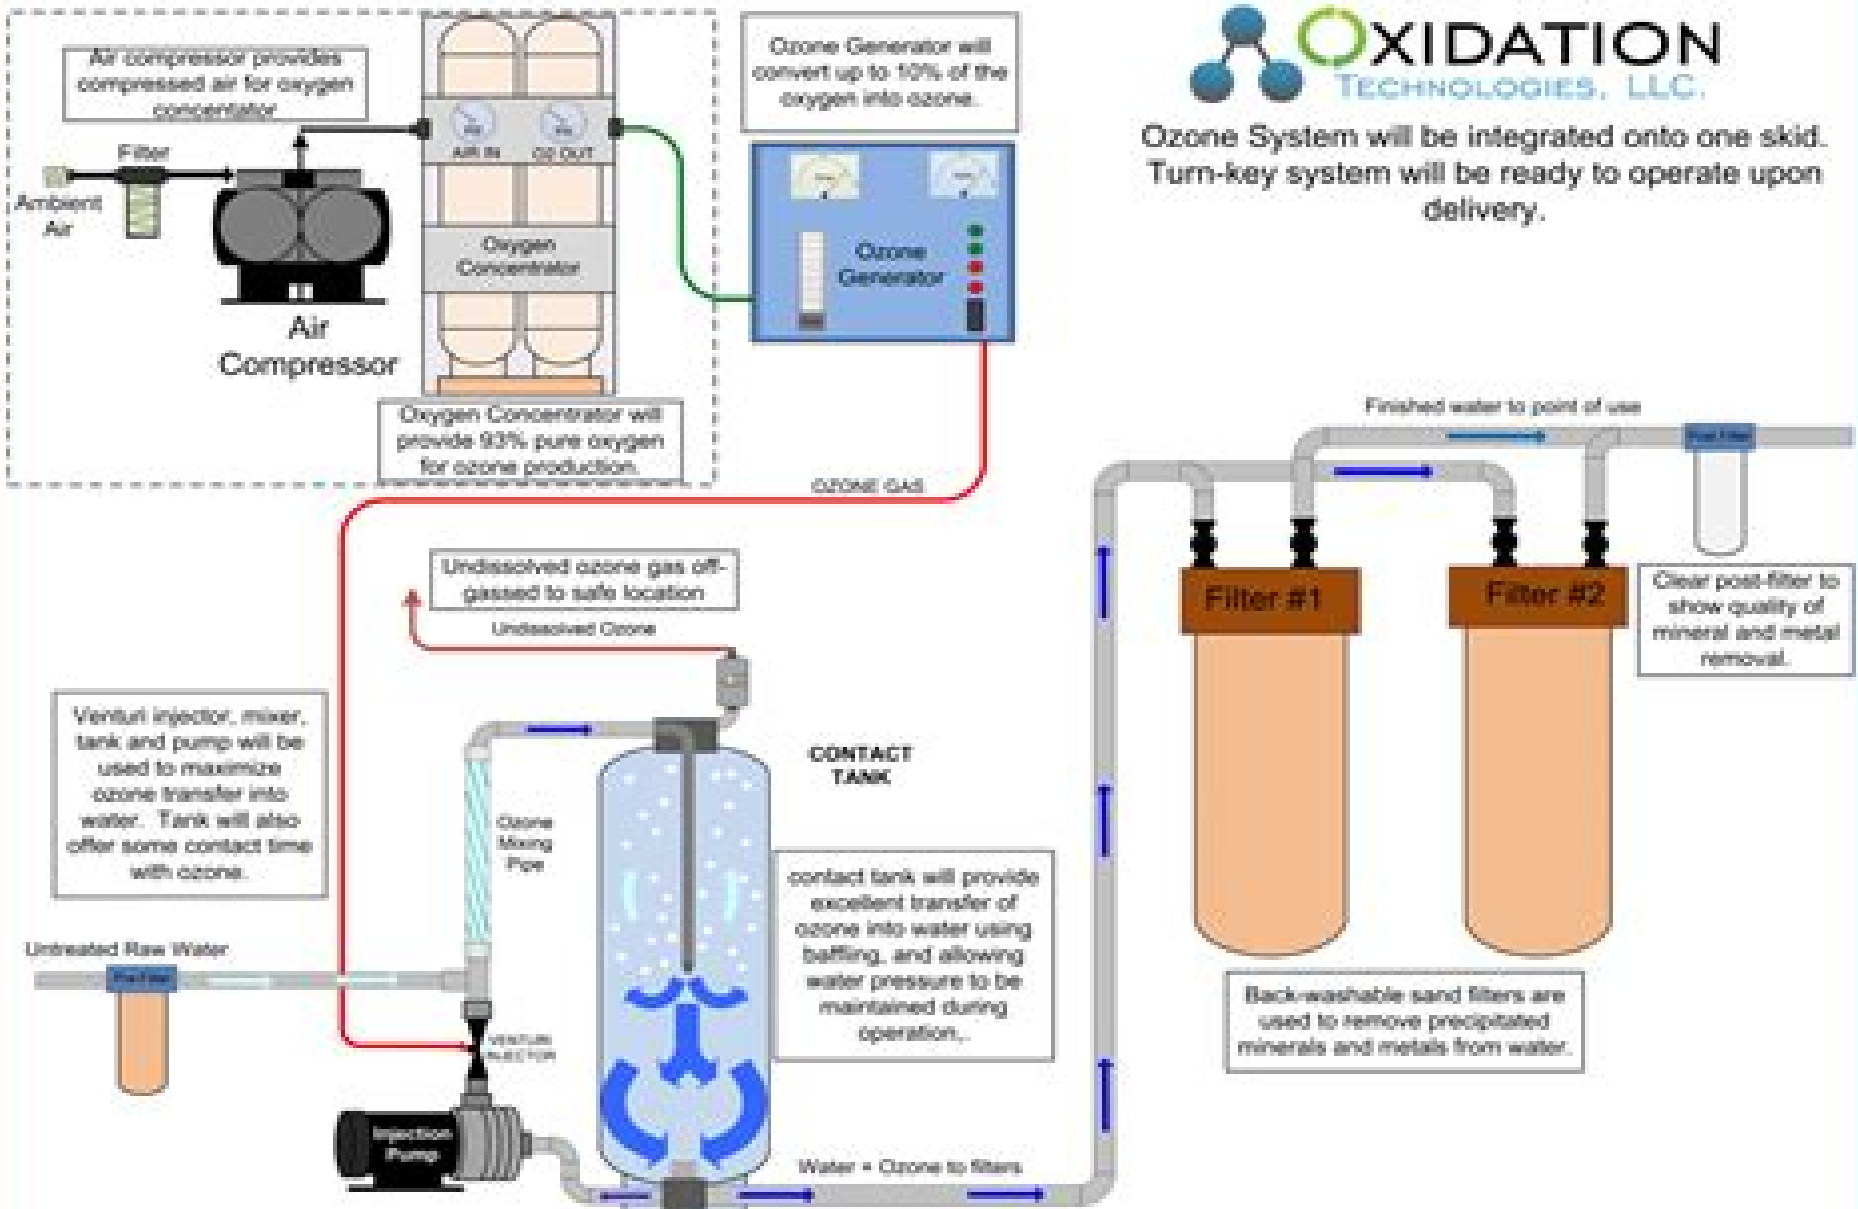 Air compressor provides
compressed air for oxygen
concentator
Filter
Ambient
Air
Air
Compressor
AIR IN
O2 OUT
Oxygen
Concentrator
Oxygen Concentrator will
provide 93% pure oxygen
for ozone production.
Ozone Generator will
convert up to 10% of the
oxygen into ozone.
Ozone
Generator
OXIDATION
TECHNOLOGIES, LLC.
Ozone System will be integrated onto one skid.
Turn-key system will be ready to operate upon
delivery.
OZONE GAS
Undissolved ozone gas off-
gassed to safe location
Undissolved Ozone
Venturi injector, mixer,
tank and pump will be
used to maximize
ozone transfer into
water. Tank will also
offer some contact time
with ozone.
Untreated Raw Water
Ozone
Mixing
Pipe
VENTURI
INJECTOR
Injection
Pump
CONTACT
TANK
contact tank will provide
excellent transfer of
ozone into water using
baffling, and allowing
water pressure to be
maintained during
operation,.
Water + Ozone to filters
Finished water to point of use
Post-Filter
Filter #1
Filter #2
Clear post-filter to
show quality of
mineral and metal
removal.
Back-washable sand filters are
used to remove precipitated
minerals and metals from water.